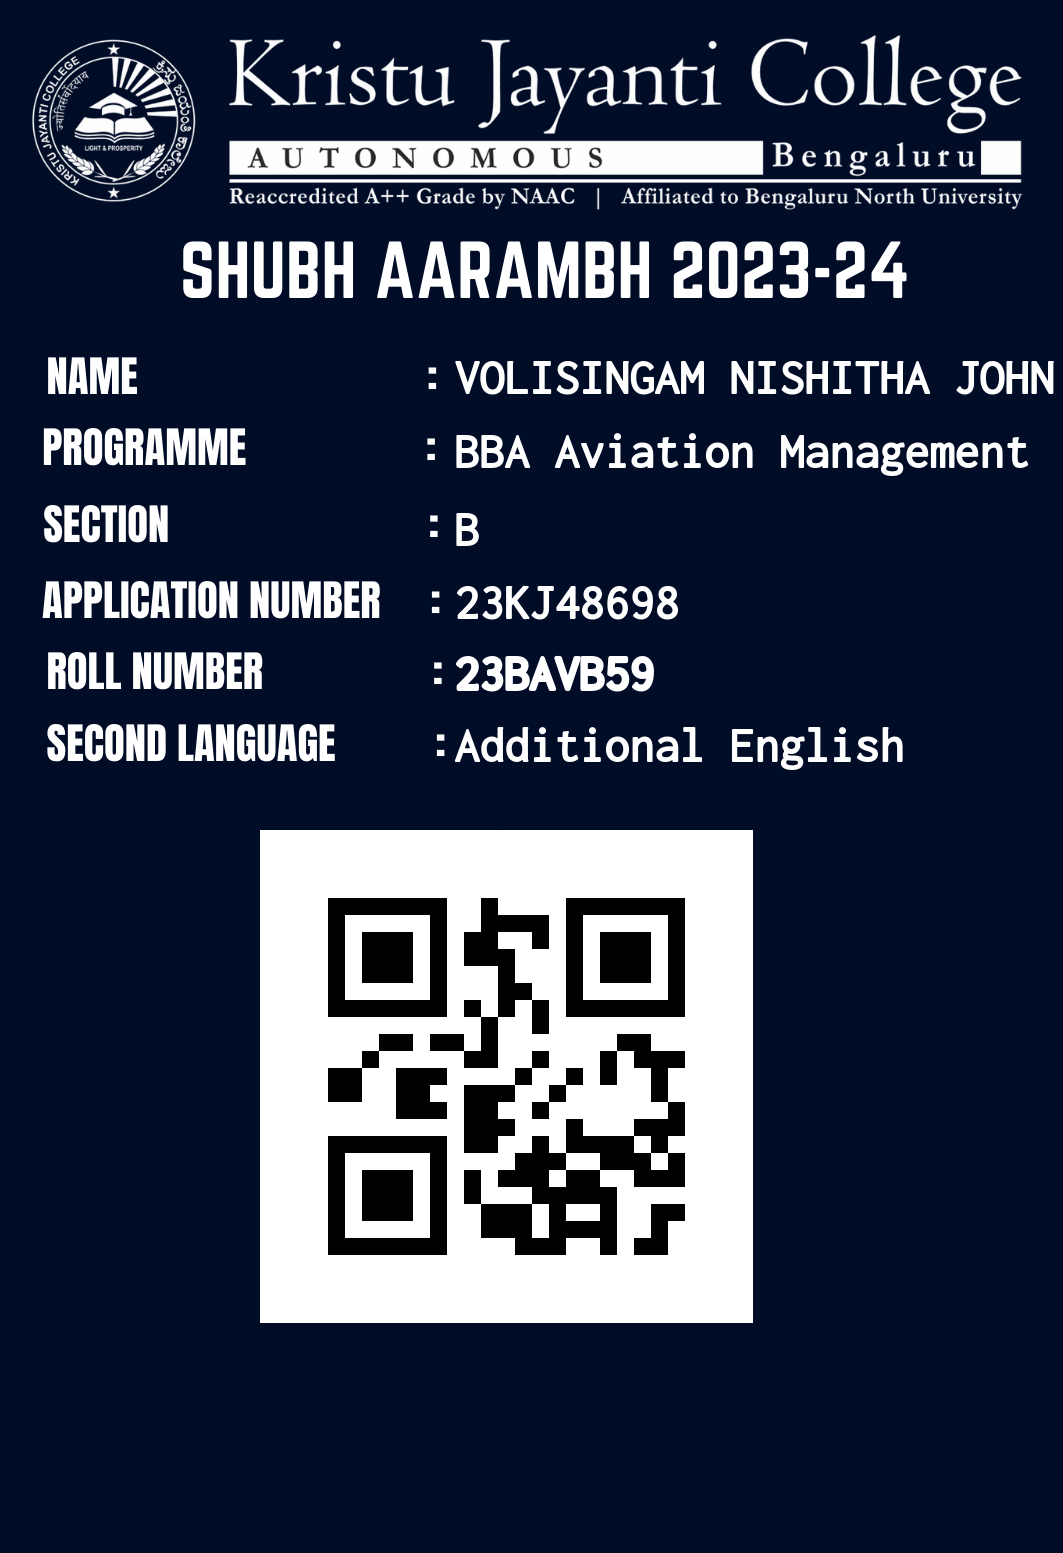 KRISTU JAYANTI COLLEGE
ಕ್ರಿಸ್ತು ಜಯಂತಿ ಕಾಲೇಜು
LIGHT & PROSPERITY
Kristu Jayanti College
AUTONOMOUS Bengaluru
Reaccredited A++ Grade by NAAC | Affiliated to Bengaluru North University
SHUBH AARAMBH 2023-24
NAME : VOLISINGAM NISHITHA JOHN
PROGRAMME : BBA Aviation Management
SECTION : B
APPLICATION NUMBER : 23KJ48698
ROLL NUMBER : 23BAVB59
SECOND LANGUAGE : Additional English